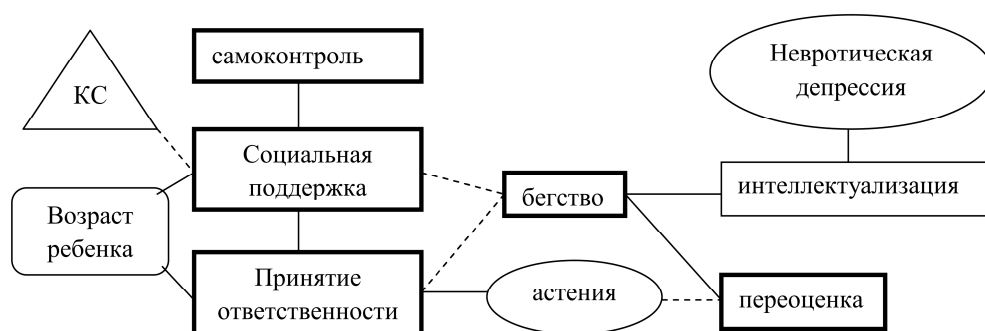 самоконтроль
Невротическая
депрессия
КС
Социальная
поддержка
бегство
интеллектуализация
Возраст
ребенка
Принятие
ответственности
астения
переоценка